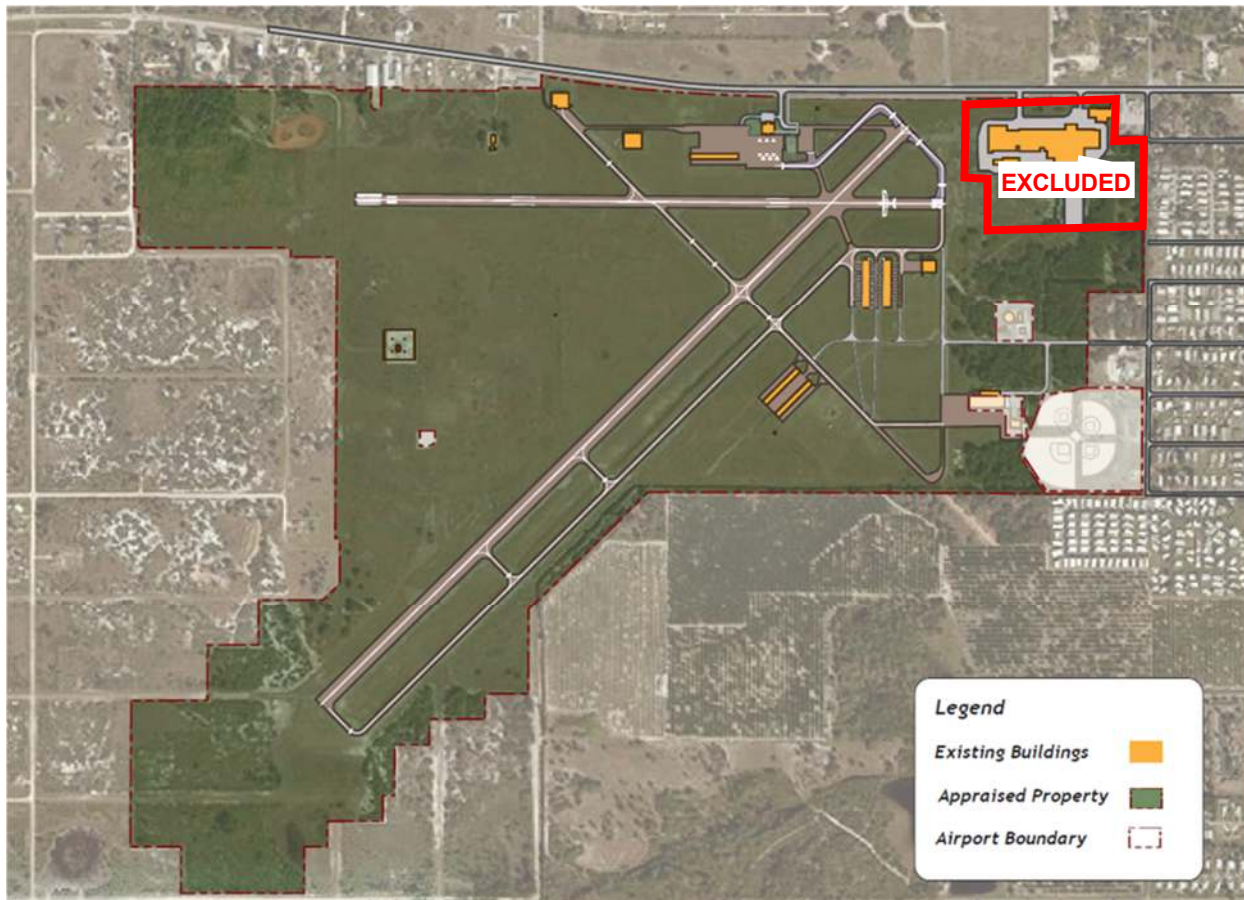 EXCLUDED
Legend
Existing Buildings
Appraised Property
Airport Boundary